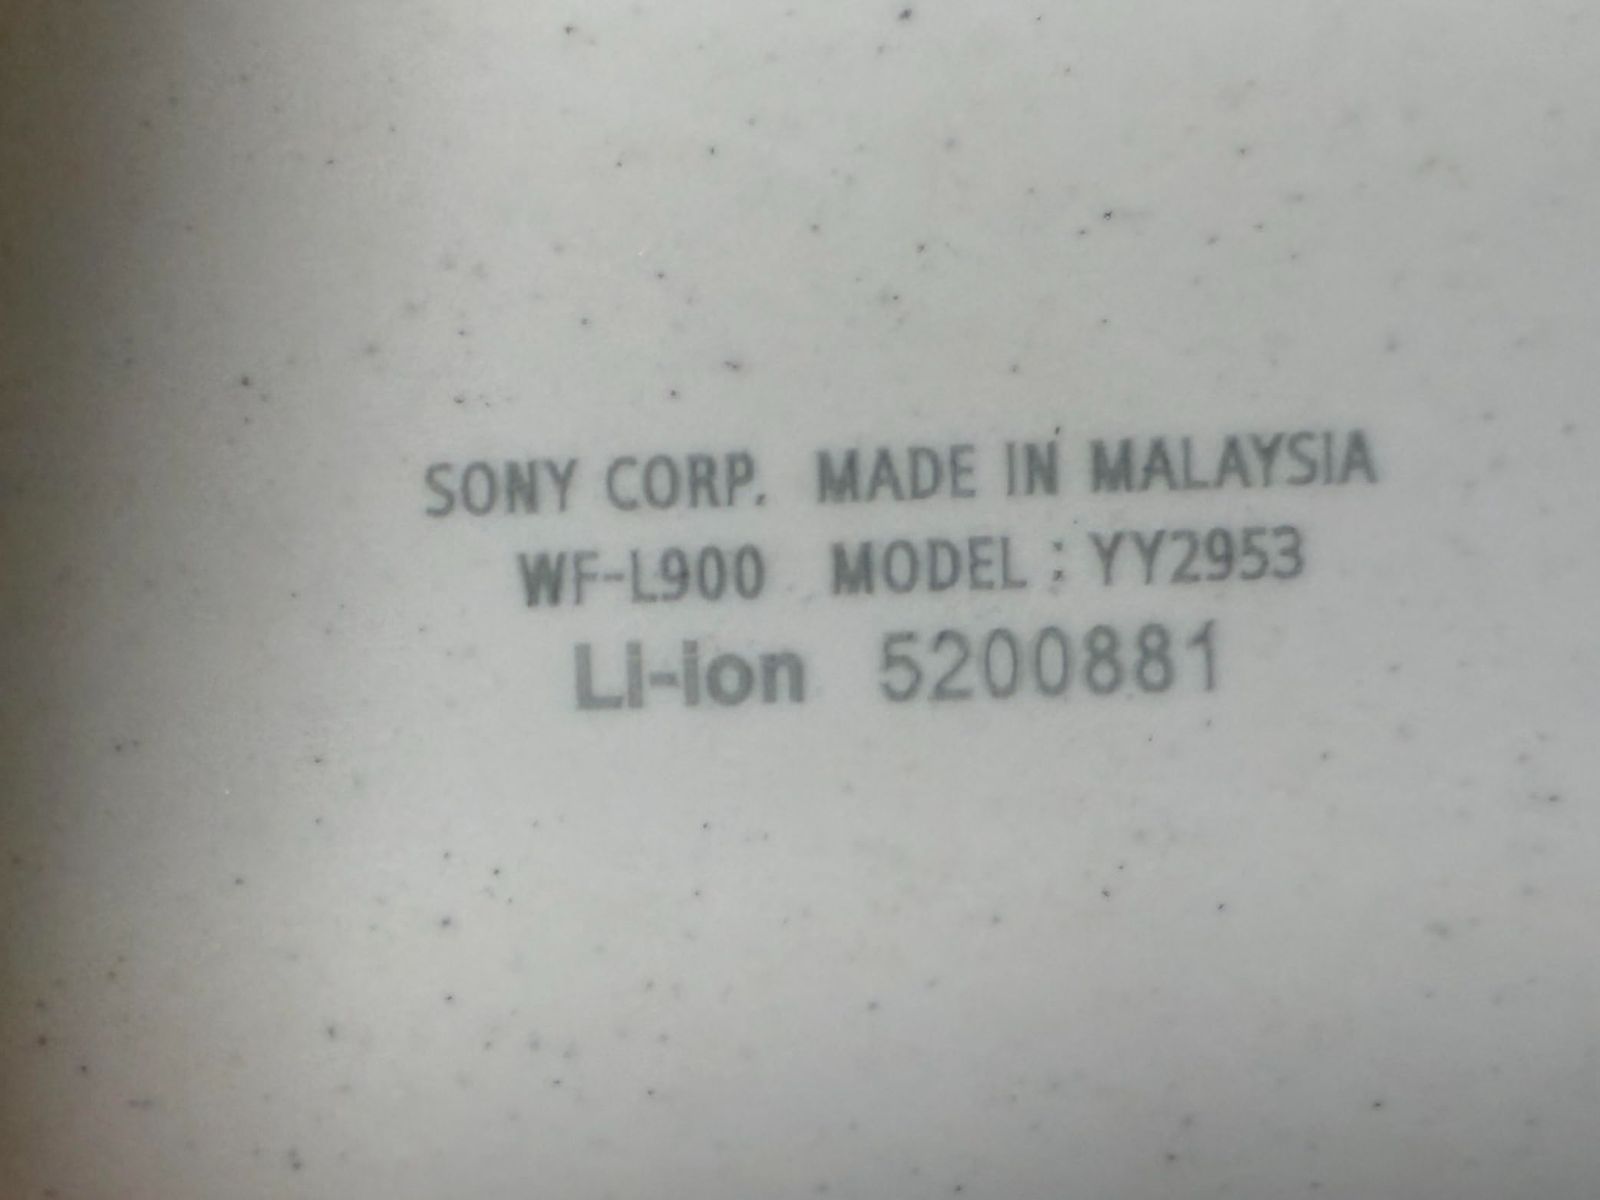 SONY CORP. MADE IN MALAYSIA
WF-L900 MODEL : YY2953
Li-ion 5200881